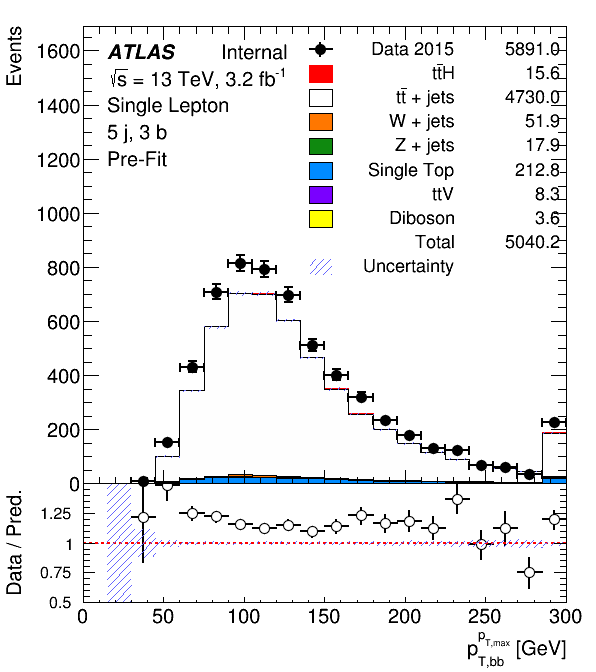 Events
1600
1400
1200
1000
800
600
400
200
0
ATLAS Internal
√s = 13 TeV, 3.2 fb-1
Single Lepton
5 j, 3 b
Pre-Fit
Data 2015 5891.0
tt̄H 15.6
tt̄ + jets 4730.0
W + jets 51.9
Z + jets 17.9
Single Top 212.8
ttV 8.3
Diboson 3.6
Total 5040.2
Uncertainty
Data / Pred.
1.25
1
0.75
0.5
0 50 100 150 200 250 300
p T,bb p T,max [GeV]